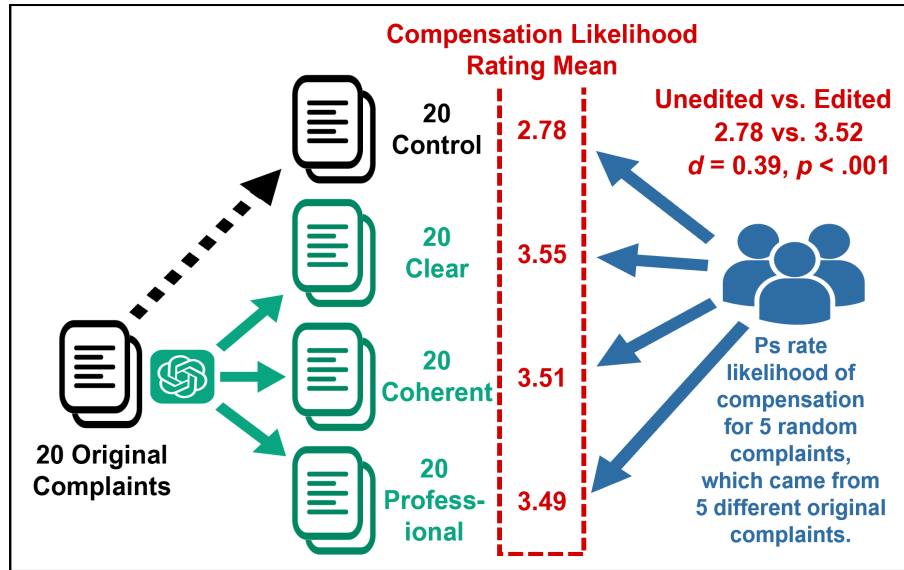 Compensation Likelihood
Rating Mean
20
Control
2.78
Unedited vs. Edited
2.78 vs. 3.52
d = 0.39, p < .001
20
Clear
3.55
20
Coherent
3.51
20
Profess-
ional
3.49
20 Original
Complaints
Ps rate
likelihood of
compensation
for 5 random
complaints,
which came from
5 different original
complaints.